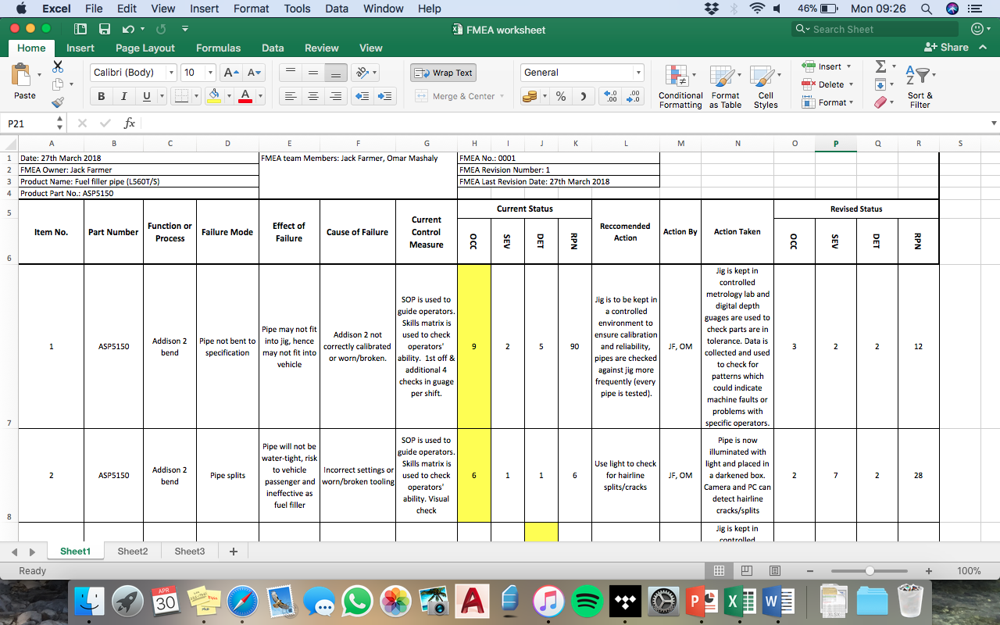 Excel File Edit View Insert Format Tools Data Window Help 46% Mon 09:26
FMEA worksheet
Search Sheet
Home Insert Page Layout Formulas Data Review View Share
Paste
Calibri (Body) 10 A A
B I U A
Wrap Text
Merge & Center
General
%
.0 .00
.00 .0
Conditional
Formatting
Format
as Table
Cell
Styles
Insert
Delete
Format
Sort &
Filter
P21 fx
A B C D E F G H I J K L M N O P Q R S
1 Date: 27th March 2018 FMEA team Members: Jack Farmer, Omar Mashaly FMEA No.: 0001
2 FMEA Owner: Jack Farmer FMEA Revision Number: 1
3 Product Name: Fuel filler pipe (L560T/S) FMEA Last Revision Date: 27th March 2018
4 Product Part No.: ASP5150
5 Current Status Revised Status
6
Item No.
Part Number
Function or
Process
Failure Mode
Effect of
Failure
Cause of Failure
Current
Control
Measure
OCC
SEV
DET
RPN
Reccomended
Action
Action By
Action Taken
OCC
SEV
DET
RPN
7
1
ASP5150
Addison 2
bend
Pipe not bent to
specification
Pipe may not fit
into jig, hence
may not fit into
vehicle
Addison 2 not
correctly calibrated
or worn/broken.
SOP is used to
guide operators.
Skills matrix is
used to check
operators'
ability. 1st off &
additional 4
checks in guage
per shift.
9
2
5
90
Jig is to be kept in
a controlled
environment to
ensure calibration
and reliability,
pipes are checked
against jig more
frequently (every
pipe is tested).
JF, OM
Jig is kept in
controlled
metrology lab and
digital depth
guages are used to
check parts are in
tolerance. Data is
collected and used
to check for
patterns which
could indicate
machine faults or
problems with
specific operators.
3
2
2
12
8
2
ASP5150
Addison 2
bend
Pipe splits
Pipe will not be
water-tight, risk
to vehicle
passenger and
ineffective as
fuel filler
Incorrect settings or
worn/broken tooling
SOP is used to
guide operators.
Skills matrix is
used to check
operators'
ability. Visual
check
6
1
1
6
Use light to check
for hairline
splits/cracks
JF, OM
Pipe is now
illuminated with
light and placed in
a darkened box.
Camera and PC can
detect hairline
cracks/splits
2
7
2
28
Jig is kept in
controlled
Sheet1 Sheet2 Sheet3 +
Ready 100%
APR
30
P
X
W
XLSX